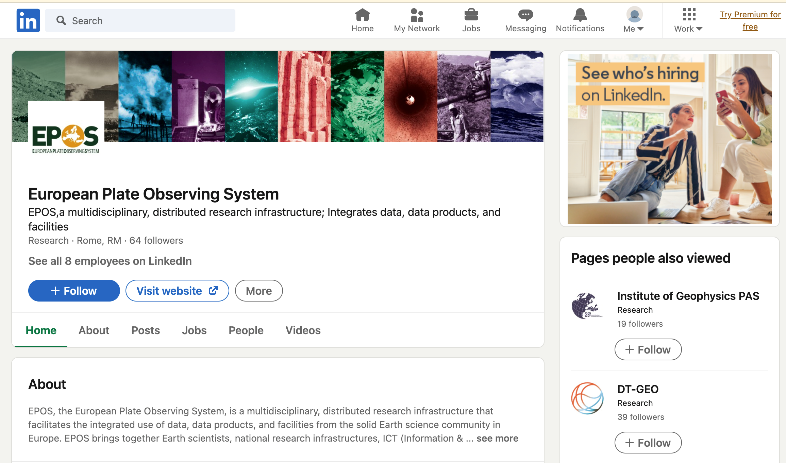 in
Search
Home
My Network
Jobs
Messaging
Notifications
Me
Work
Try Premium for
free
EPOS
EUROPEAN PLATE OBSERVING SYSTEM
European Plate Observing System
EPOS,a multidisciplinary, distributed research infrastructure; Integrates data, data products, and
facilities
Research · Rome, RM · 64 followers
See all 8 employees on LinkedIn
+ Follow
Visit website
More
Home
About
Posts
Jobs
People
Videos
About
EPOS, the European Plate Observing System, is a multidisciplinary, distributed research infrastructure that
facilitates the integrated use of data, data products, and facilities from the solid Earth science community in
Europe. EPOS brings together Earth scientists, national research infrastructures, ICT (Information & ... see more
See who's hiring
on LinkedIn.
Pages people also viewed
Institute of Geophysics PAS
Research
19 followers
+ Follow
DT-GEO
Research
39 followers
+ Follow